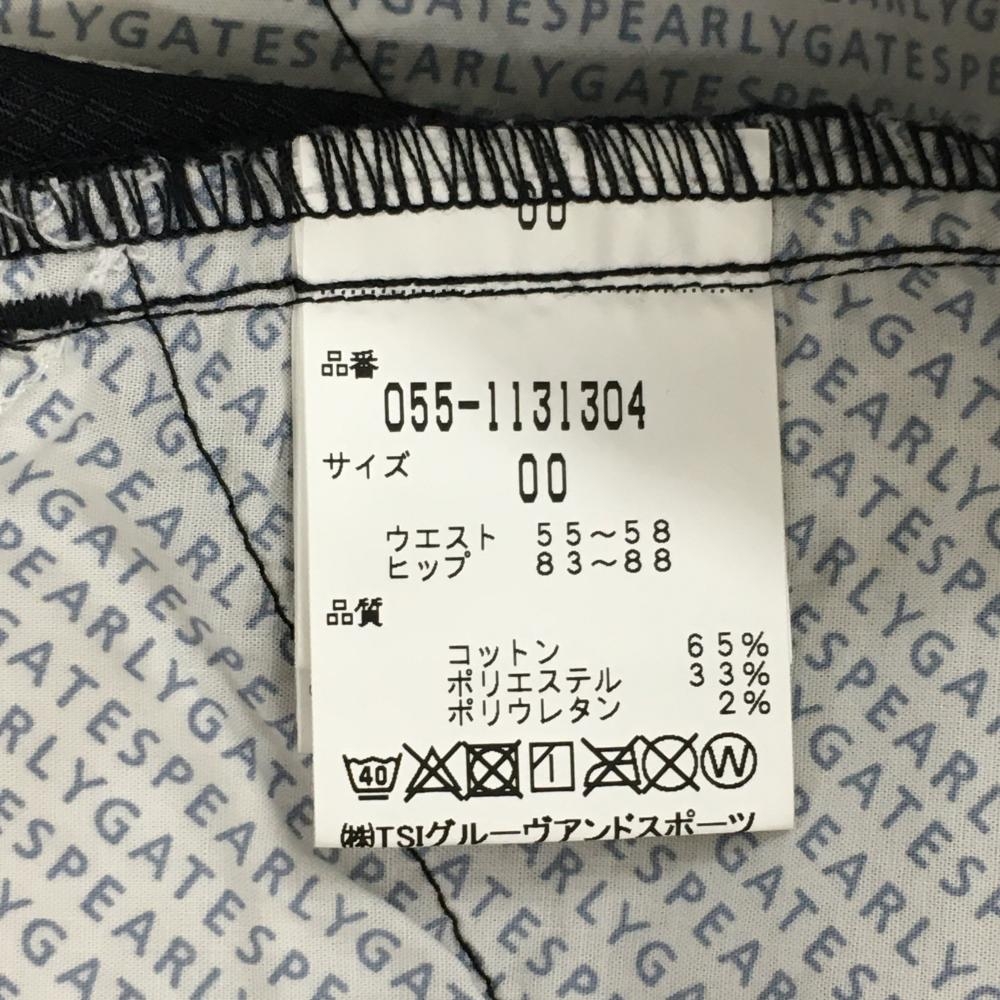 LYGATESPEARLYGATESPE
GATESPEARLYGATESPEARLY
00
品番
055-1131304
サイズ
00
ウエスト 55~58
ヒップ 83~88
品質
コットン 65%
ポリエステル 33%
ポリウレタン 2%
40
W
㈱TSIグルーヴアンドスポーツ